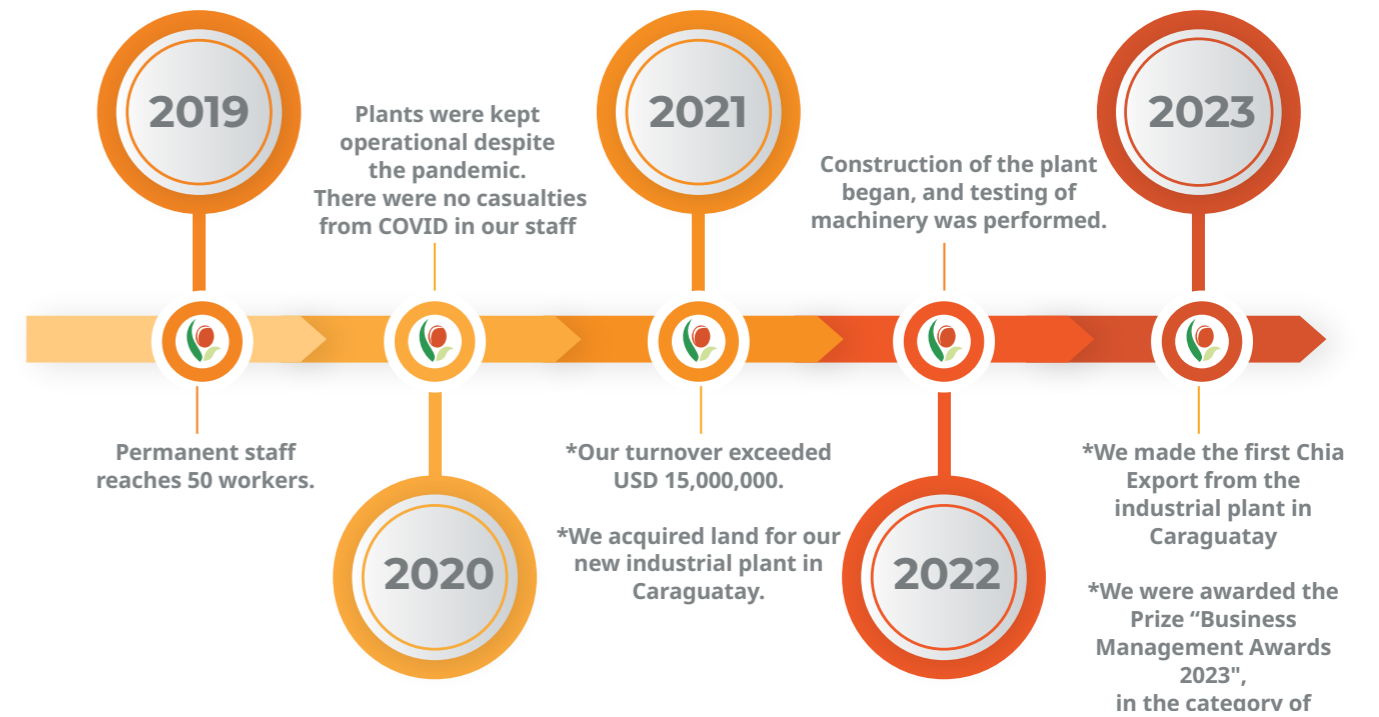 2019
Permanent staff
reaches 50 workers.
Plants were kept
operational despite
the pandemic.
There were no casualties
from COVID in our staff
2020
2021
*Our turnover exceeded
USD 15,000,000.
*We acquired land for our
new industrial plant in
Caraguatay.
Construction of the plant
began, and testing of
machinery was performed.
2022
2023
*We made the first Chia
Export from the
industrial plant in
Caraguatay
*We were awarded the
Prize “Business
Management Awards
2023",
in the category of